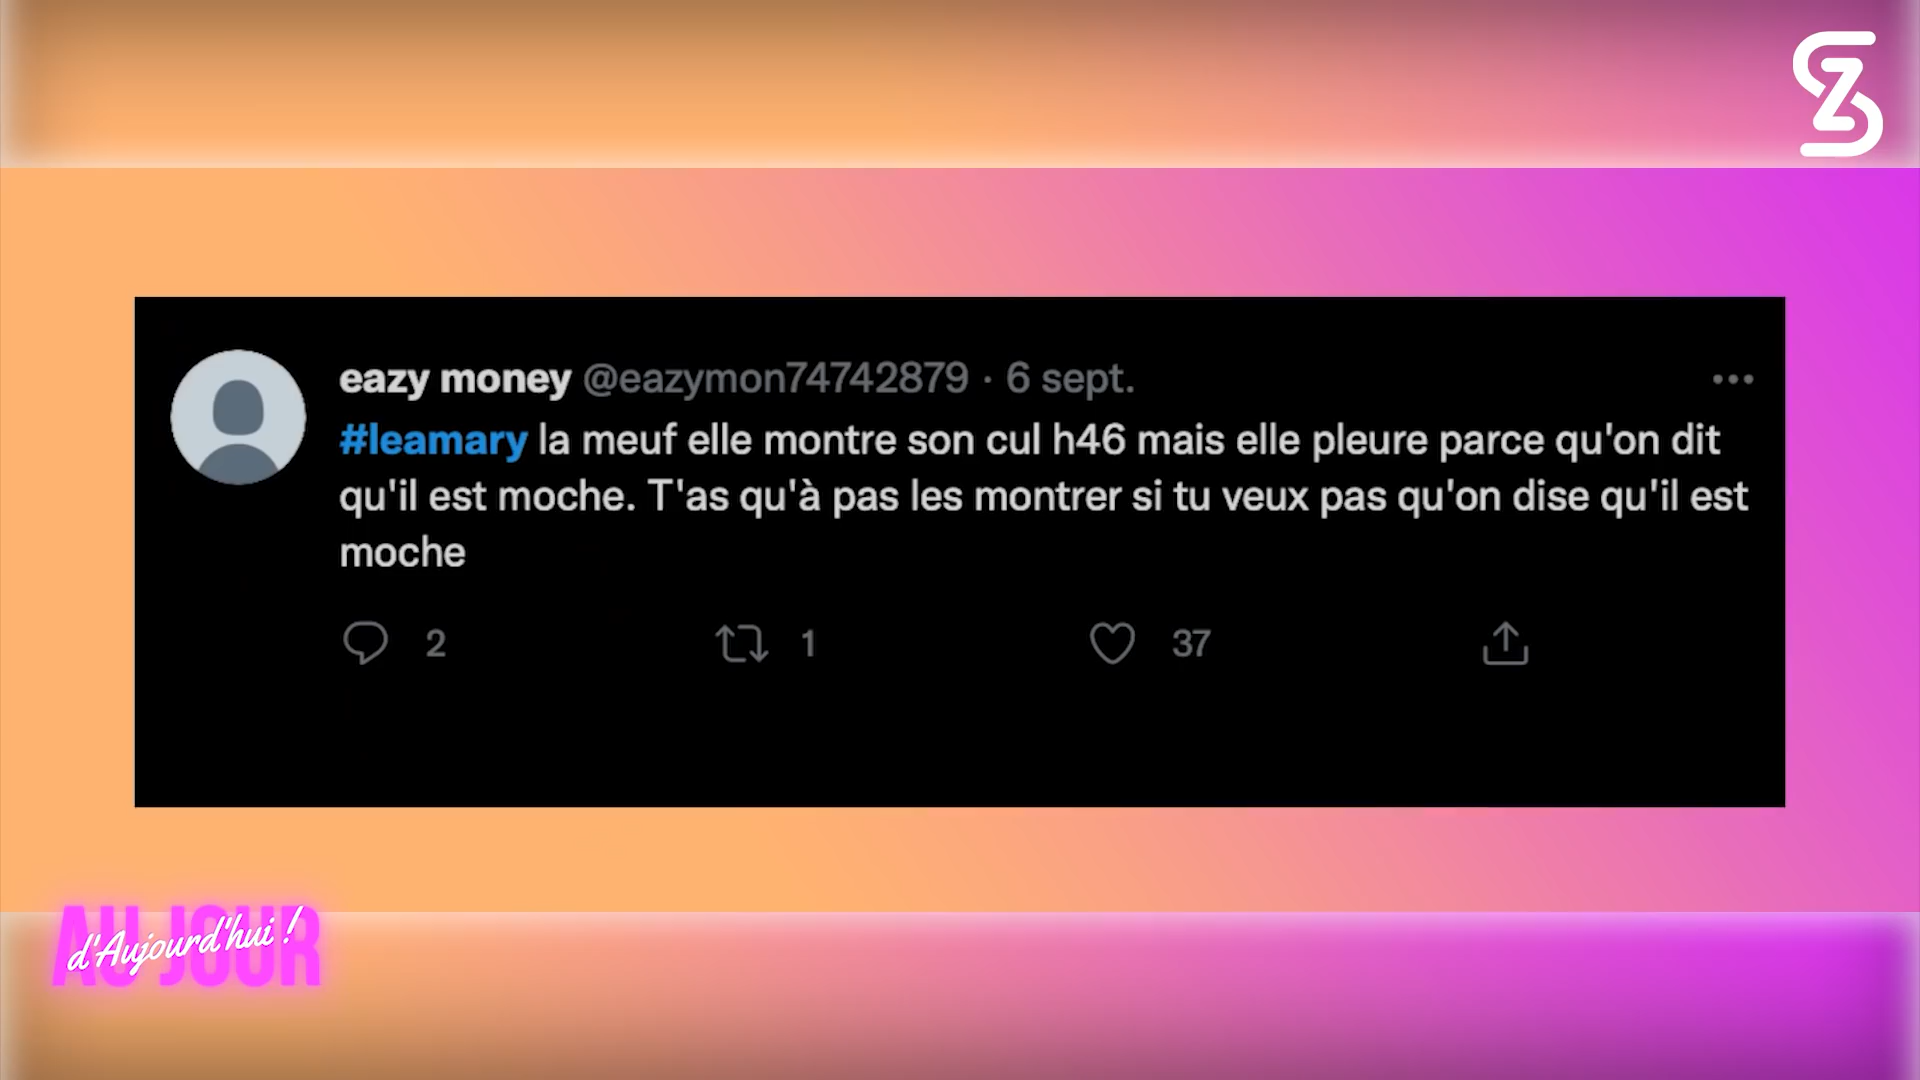 eazy money @eazymon74742879 · 6 sept.
#leamary la meuf elle montre son cul h46 mais elle pleure parce qu'on dit
qu'il est moche. T'as qu'à pas les montrer si tu veux pas qu'on dise qu'il est
moche
2 1 37
AU JOUR
d'Aujourd'hui !